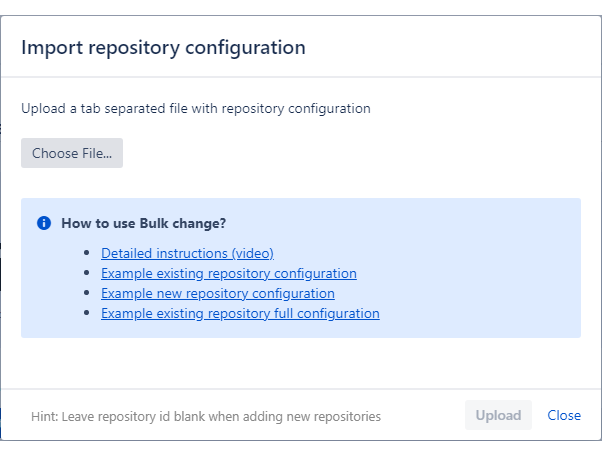 Import repository configuration
Upload a tab separated file with repository configuration
Choose File...
How to use Bulk change?
Detailed instructions (video)
Example existing repository configuration
Example new repository configuration
Example existing repository full configuration
Hint: Leave repository id blank when adding new repositories
Upload
Close